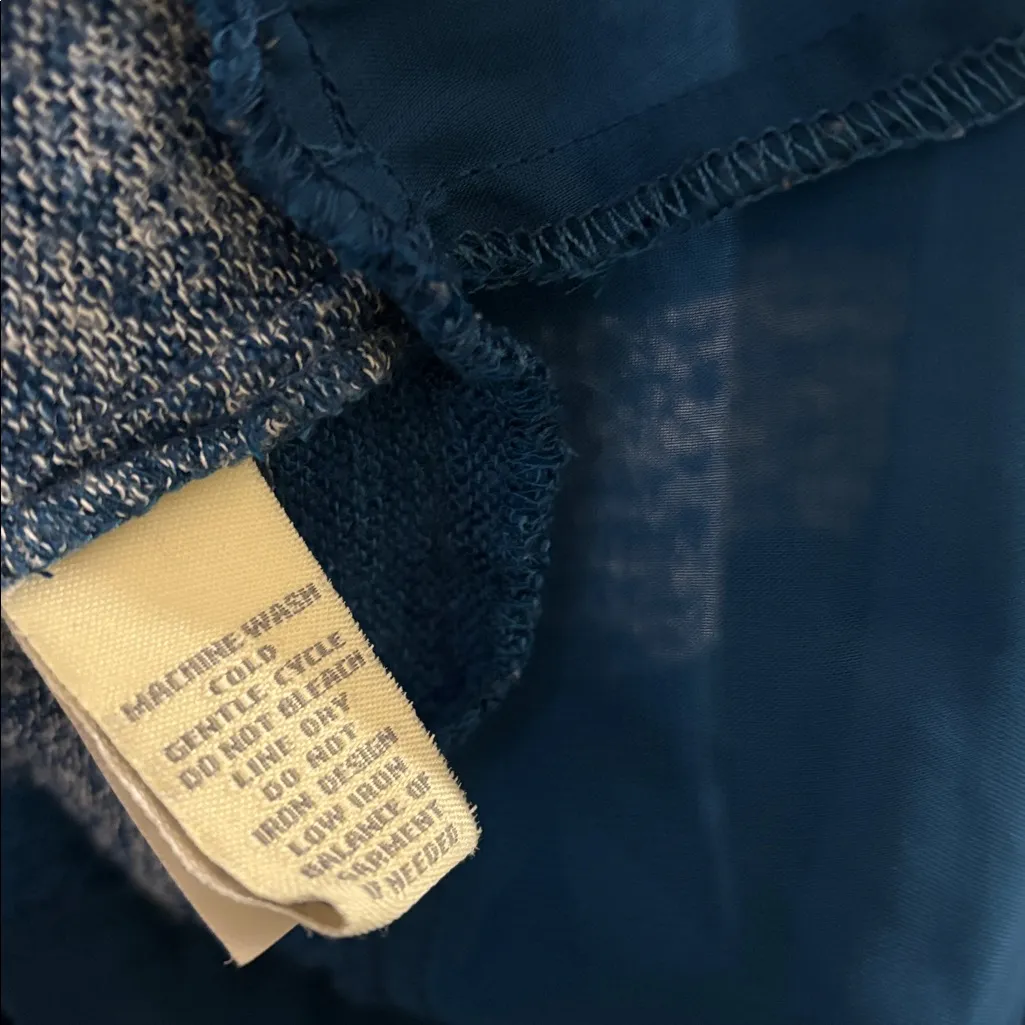 MACHINE WASH
COLD
GENTLE CYCLE
DO NOT BLEACH
LINE DRY
DO NOT
IRON DESIGN
LOW IRON
BALANCE OF
GARMENT
IF NEEDED